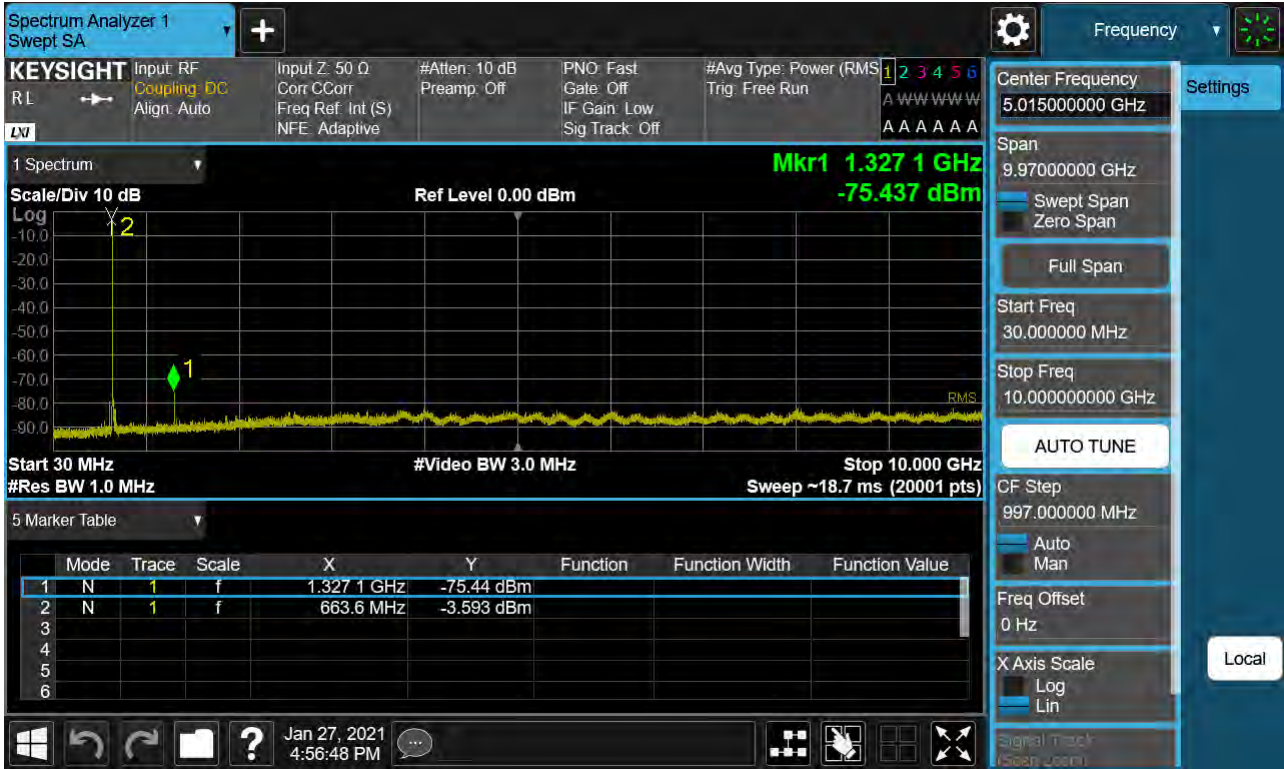 Spectrum Analyzer 1
Swept SA
+
Frequency
KEYSIGHT
RL
LXI
Input: RF
Coupling: DC
Align: Auto
Input Z: 50 Ω
Corr CCorr
Freq Ref: Int (S)
NFE: Adaptive
#Atten: 10 dB
Preamp: Off
PNO: Fast
Gate: Off
IF Gain: Low
Sig Track: Off
#Avg Type: Power (RMS
Trig: Free Run
1 2 3 4 5 6
A W W W W W
A A A A A A
1 Spectrum
Mkr1 1.327 1 GHz
-75.437 dBm
Scale/Div 10 dB
Ref Level 0.00 dBm
Log
-10.0
-20.0
-30.0
-40.0
-50.0
-60.0
-70.0
-80.0
-90.0
2
1
RMS
Start 30 MHz
#Video BW 3.0 MHz
Stop 10.000 GHz
#Res BW 1.0 MHz
Sweep ~18.7 ms (20001 pts)
5 Marker Table
Mode Trace Scale X Y Function Function Width Function Value
1 N 1 f 1.327 1 GHz -75.44 dBm
2 N 1 f 663.6 MHz -3.593 dBm
3
4
5
6
Jan 27, 2021
4:56:48 PM
?
Center Frequency
5.015000000 GHz
Span
9.97000000 GHz
Swept Span
Zero Span
Full Span
Start Freq
30.000000 MHz
Stop Freq
10.000000000 GHz
AUTO TUNE
CF Step
997.000000 MHz
Auto
Man
Freq Offset
0 Hz
X Axis Scale
Log
Lin
Signal Track
(Span Zoom)
Settings
Local